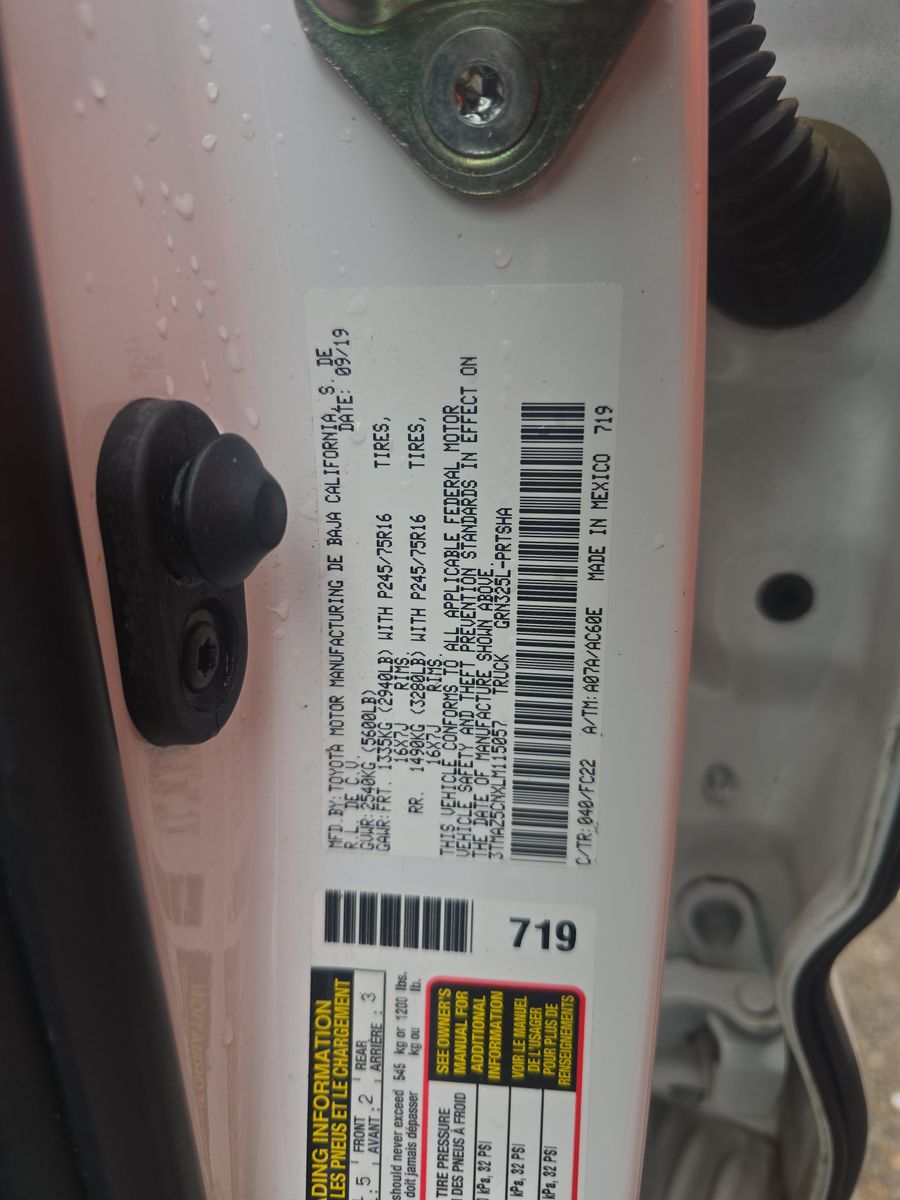 MFD.BY:TOYOTA MOTOR MANUFACTURING DE BAJA CALIFORNIA, S. DE
R.L. DE C.V. DATE: 09/19
GVWR:2540KG (5600LB)
GAWR:FRT. 1335KG (2940LB) WITH P245/75R16 TIRES,
16X7J RIMS
RR. 1490KG (3280LB) WITH P245/75R16 TIRES,
16X7J RIMS.
THIS VEHICLE CONFORMS TO ALL APPLICABLE FEDERAL MOTOR
VEHICLE SAFETY AND THEFT PREVENTION STANDARDS IN EFFECT ON
THE DATE OF MANUFACTURE SHOWN ABOVE.
3TMAZ5CNXLM115057 TRUCK GRN325L-PRTSHA
C/TR:040/FC22 A/TM:A07A/AC60E MADE IN MEXICO 719
719
ADING INFORMATION
LES PNEUS ET LE CHARGEMENT
: 5 FRONT : 2 REAR : 3
AVANT ARRIÈRE
should never exceed 545 kg or 1200 lbs.
doit jamais dépasser kg ou lb.
TIRE PRESSURE
DES PNEUS À FROID
SEE OWNER'S
MANUAL FOR
ADDITIONAL
INFORMATION
VOIR LE MANUEL
DE L'USAGER
POUR PLUS DE
RENSEIGNEMENTS
kPa, 32 PSI
kPa, 32 PSI
kPa, 32 PSI